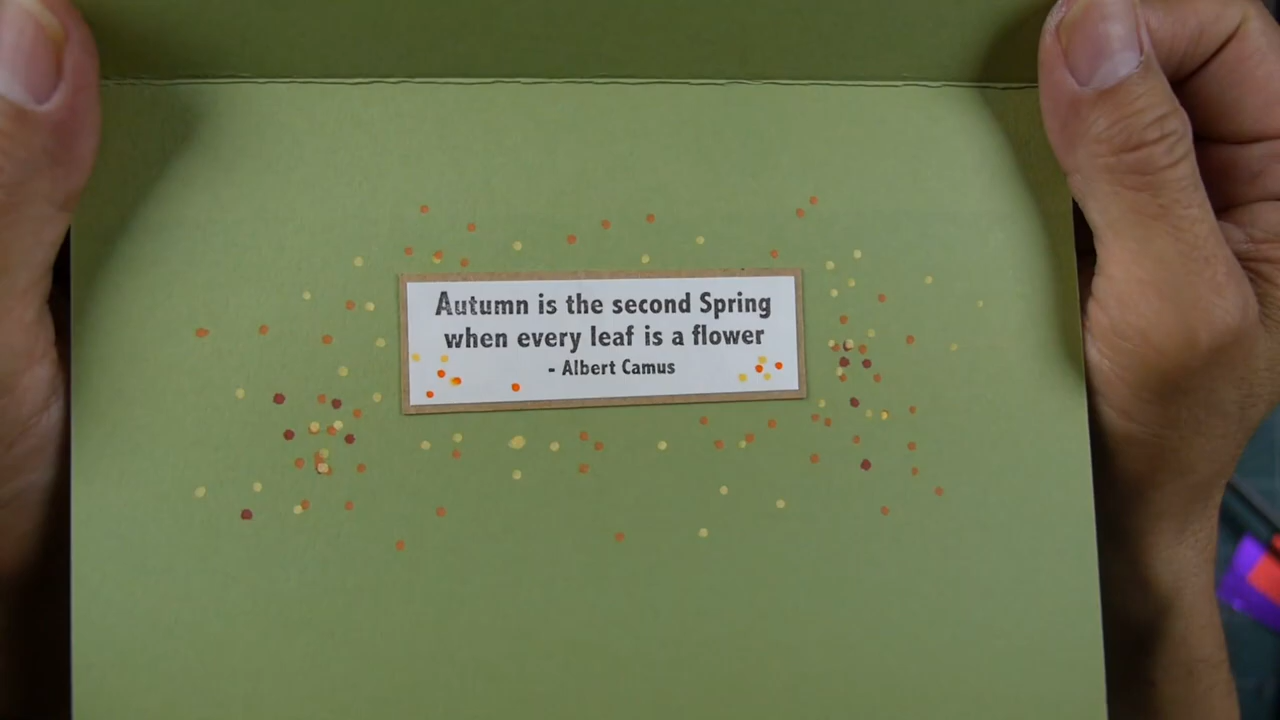 Autumn is the second Spring
when every leaf is a flower
- Albert Camus